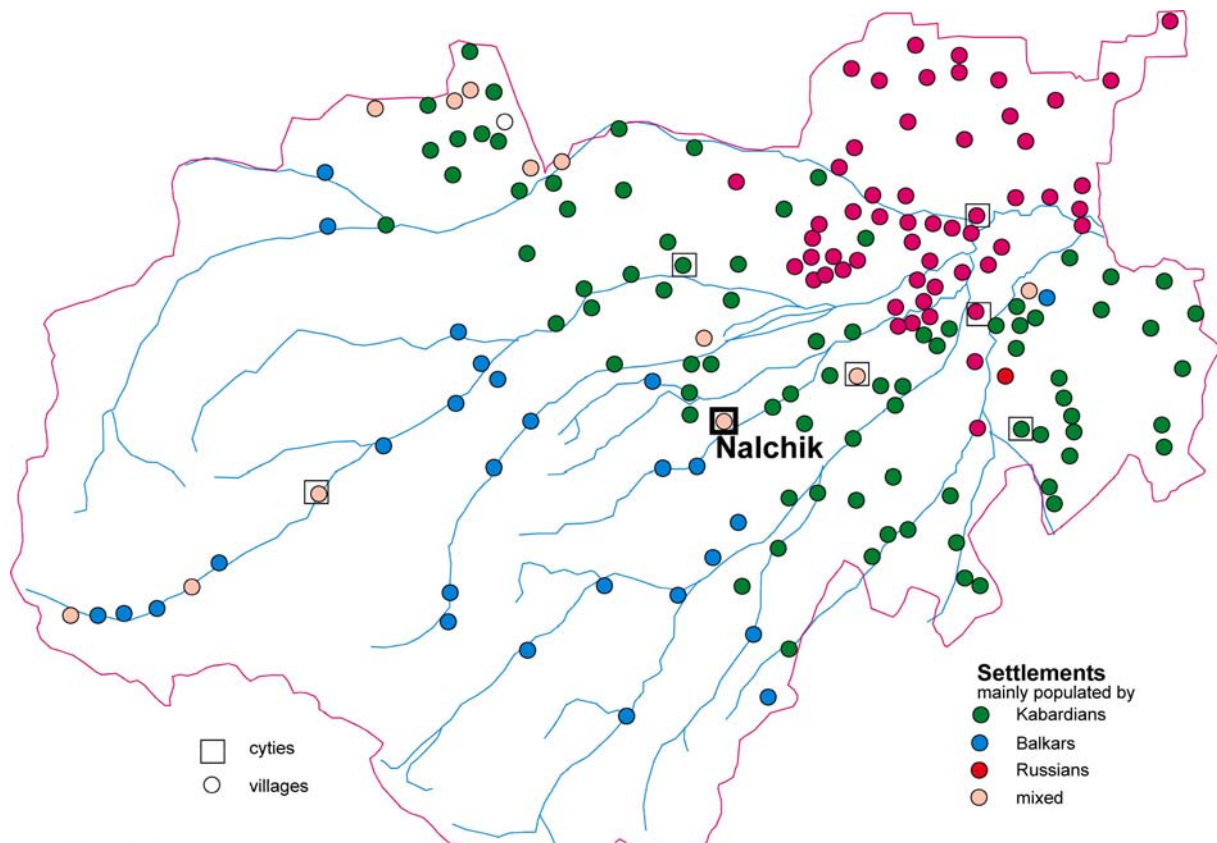 Nalchik
Settlements
mainly populated by
Kabardians
Balkars
Russians
mixed
cyties
villages